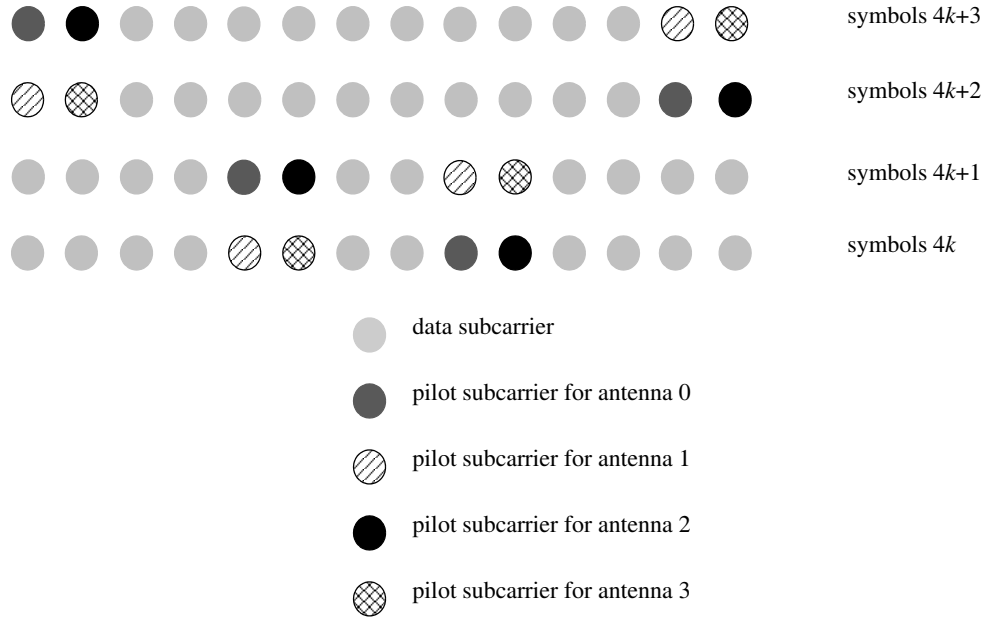 symbols 4k+3
symbols 4k+2
symbols 4k+1
symbols 4k
data subcarrier
pilot subcarrier for antenna 0
pilot subcarrier for antenna 1
pilot subcarrier for antenna 2
pilot subcarrier for antenna 3